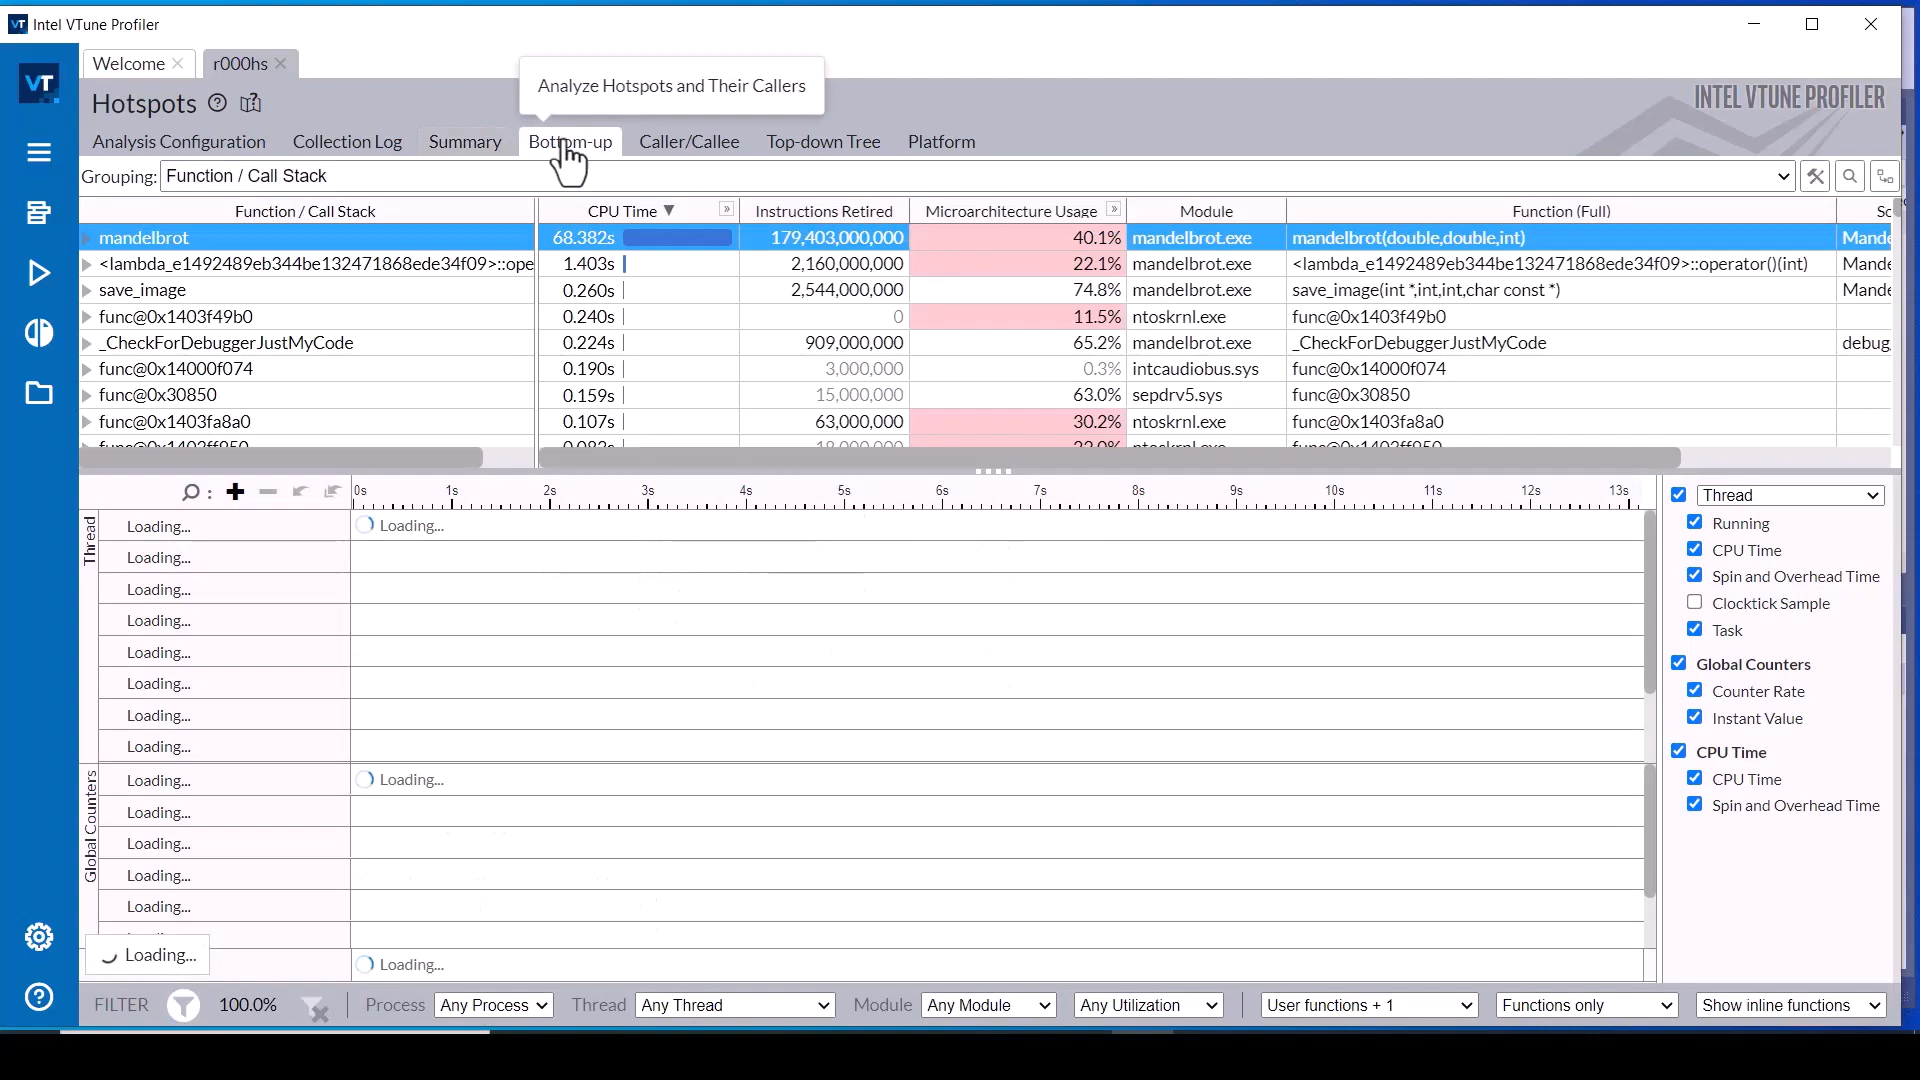 Intel VTune Profiler
Welcome
r000hs
Analyze Hotspots and Their Callers
Hotspots
INTEL VTUNE PROFILER
Analysis Configuration Collection Log Summary Bottom-up Caller/Callee Top-down Tree Platform
Grouping: Function / Call Stack
Function / Call Stack CPU Time ▼ Instructions Retired Microarchitecture Usage Module Function (Full)
mandelbrot 68.382s 179,403,000,000 40.1% mandelbrot.exe mandelbrot(double,double,int) Mande
<lambda_e1492489eb344be132471868ede34f09>::ope 1.403s 2,160,000,000 22.1% mandelbrot.exe <lambda_e1492489eb344be132471868ede34f09>::operator()(int) Mande
save_image 0.260s 2,544,000,000 74.8% mandelbrot.exe save_image(int *,int,int,char const *) Mande
func@0x1403f49b0 0.240s 0 11.5% ntoskrnl.exe func@0x1403f49b0
_CheckForDebuggerJustMyCode 0.224s 909,000,000 65.2% mandelbrot.exe _CheckForDebuggerJustMyCode debug
func@0x14000f074 0.190s 3,000,000 0.3% intcaudiobus.sys func@0x14000f074
func@0x30850 0.159s 15,000,000 63.0% sepdrv5.sys func@0x30850
func@0x1403fa8a0 0.107s 63,000,000 30.2% ntoskrnl.exe func@0x1403fa8a0
0s 1s 2s 3s 4s 5s 6s 7s 8s 9s 10s 11s 12s 13s
Thread
Loading... Loading...
Loading...
Loading...
Loading...
Loading...
Loading...
Loading...
Loading...
Global Counters
Loading... Loading...
Loading...
Loading...
Loading...
Loading...
Loading... Loading...
Thread
Running
CPU Time
Spin and Overhead Time
Clocktick Sample
Task
Global Counters
Counter Rate
Instant Value
CPU Time
CPU Time
Spin and Overhead Time
FILTER 100.0% Process Any Process Thread Any Thread Module Any Module Any Utilization User functions + 1 Functions only Show inline functions